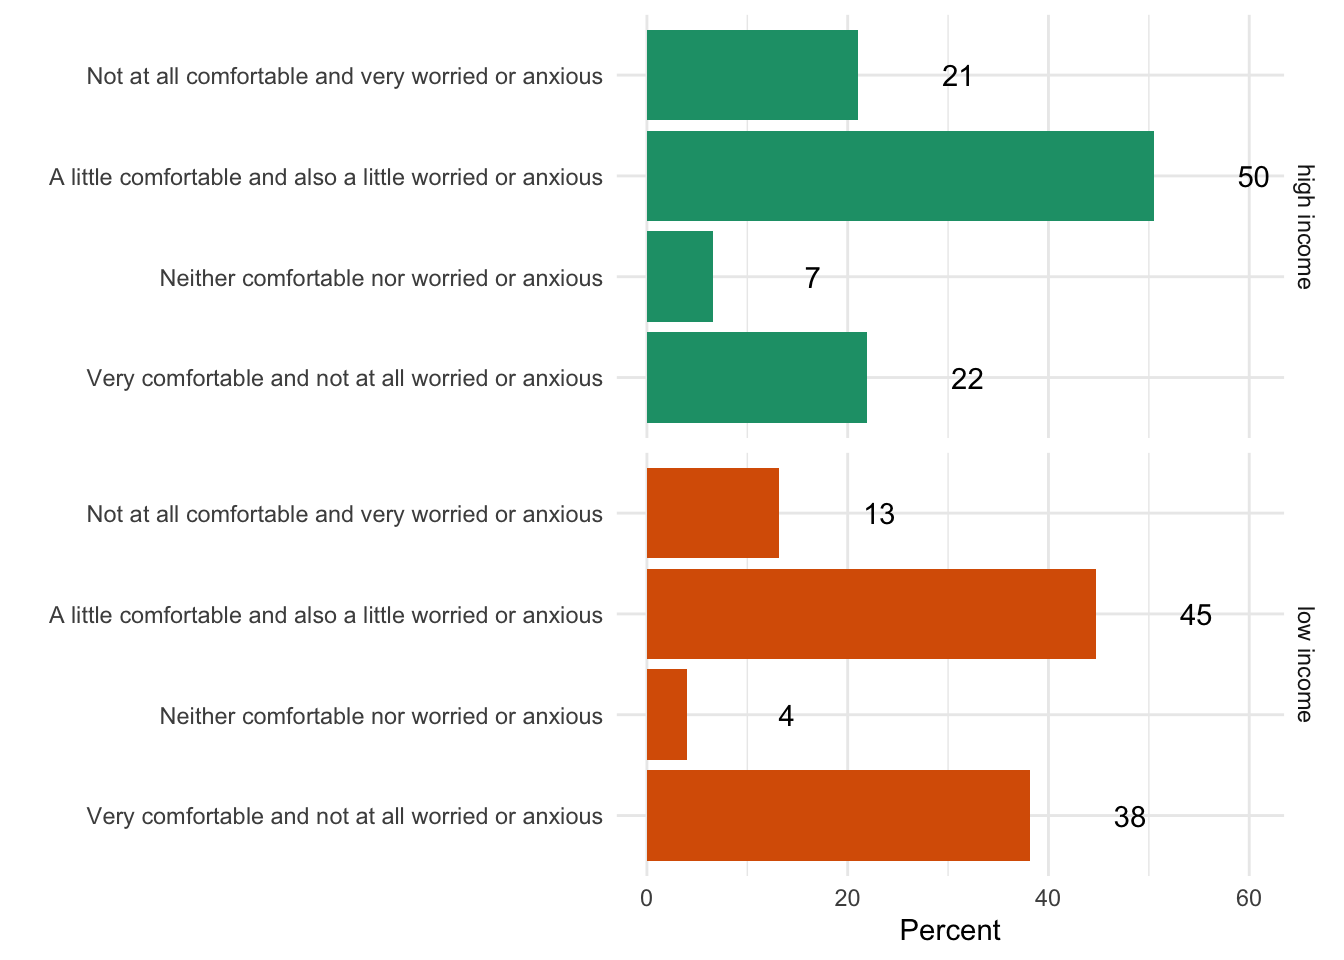 Not at all comfortable and very worried or anxious
21
A little comfortable and also a little worried or anxious
50
Neither comfortable nor worried or anxious
7
Very comfortable and not at all worried or anxious
22
high income
Not at all comfortable and very worried or anxious
13
A little comfortable and also a little worried or anxious
45
Neither comfortable nor worried or anxious
4
Very comfortable and not at all worried or anxious
38
low income
0 20 40 60
Percent